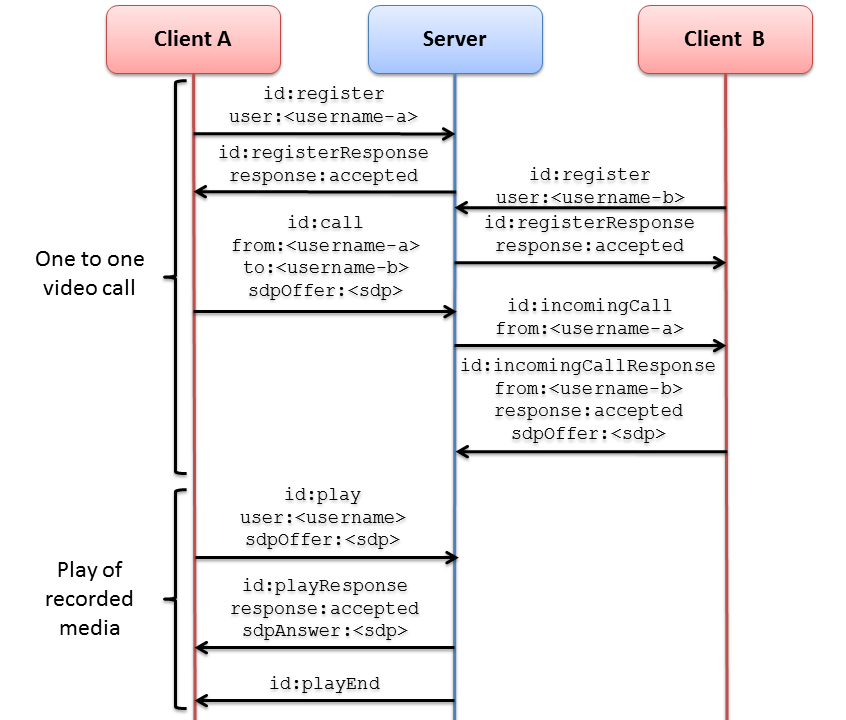 Client A
Server
Client B
id:register
user:<username-a>
id:registerResponse
response:accepted
id:register
user:<username-b>
id:registerResponse
response:accepted
id:call
from:<username-a>
to:<username-b>
sdpOffer:<sdp>
One to one
video call
id:incomingCall
from:<username-a>
id:incomingCallResponse
from:<username-b>
response:accepted
sdpOffer:<sdp>
id:play
user:<username>
sdpOffer:<sdp>
Play of
recorded
media
id:playResponse
response:accepted
sdpAnswer:<sdp>
id:playEnd